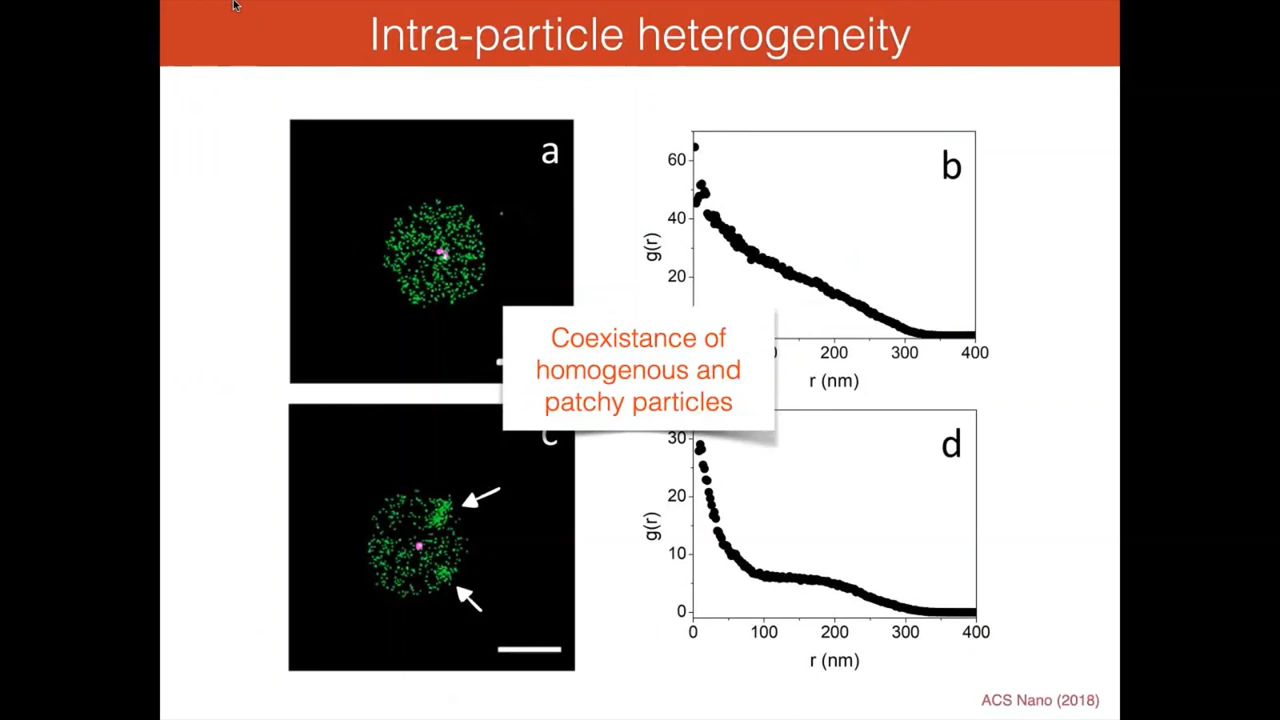 Intra-particle heterogeneity
a
b
60
40
20
g(r)
200
300
400
r (nm)
Coexistance of
homogenous and
patchy particles
c
d
30
20
10
0
g(r)
0
100
200
300
400
r (nm)
ACS Nano (2018)